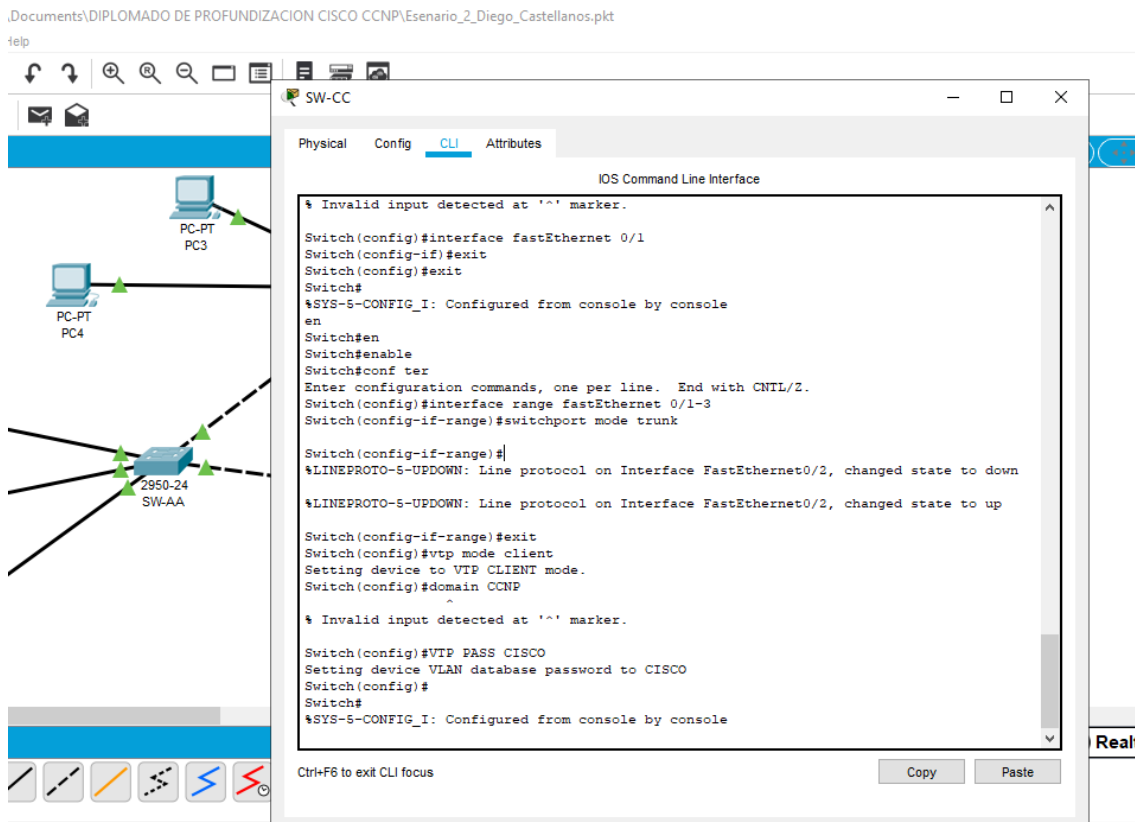 \Documents\DIPLOMADO DE PROFUNDIZACION CISCO CCNP\Esenario_2_Diego_Castellanos.pkt
Help
SW-CC
Physical Config CLI Attributes
IOS Command Line Interface
% Invalid input detected at '^' marker.
Switch(config)#interface fastEthernet 0/1
Switch(config-if)#exit
Switch(config)#exit
Switch#
%SYS-5-CONFIG_I: Configured from console by console
en
Switch#en
Switch#enable
Switch#conf ter
Enter configuration commands, one per line.  End with CNTL/Z.
Switch(config)#interface range fastEthernet 0/1-3
Switch(config-if-range)#switchport mode trunk
Switch(config-if-range)#
%LINEPROTO-5-UPDOWN: Line protocol on Interface FastEthernet0/2, changed state to down
%LINEPROTO-5-UPDOWN: Line protocol on Interface FastEthernet0/2, changed state to up
Switch(config-if-range)#exit
Switch(config)#vtp mode client
Setting device to VTP CLIENT mode.
Switch(config)#domain CCNP
^
% Invalid input detected at '^' marker.
Switch(config)#VTP PASS CISCO
Setting device VLAN database password to CISCO
Switch(config)#
Switch#
%SYS-5-CONFIG_I: Configured from console by console
Ctrl+F6 to exit CLI focus
Copy
Paste
PC-PT
PC3
PC-PT
PC4
2950-24
SW-AA